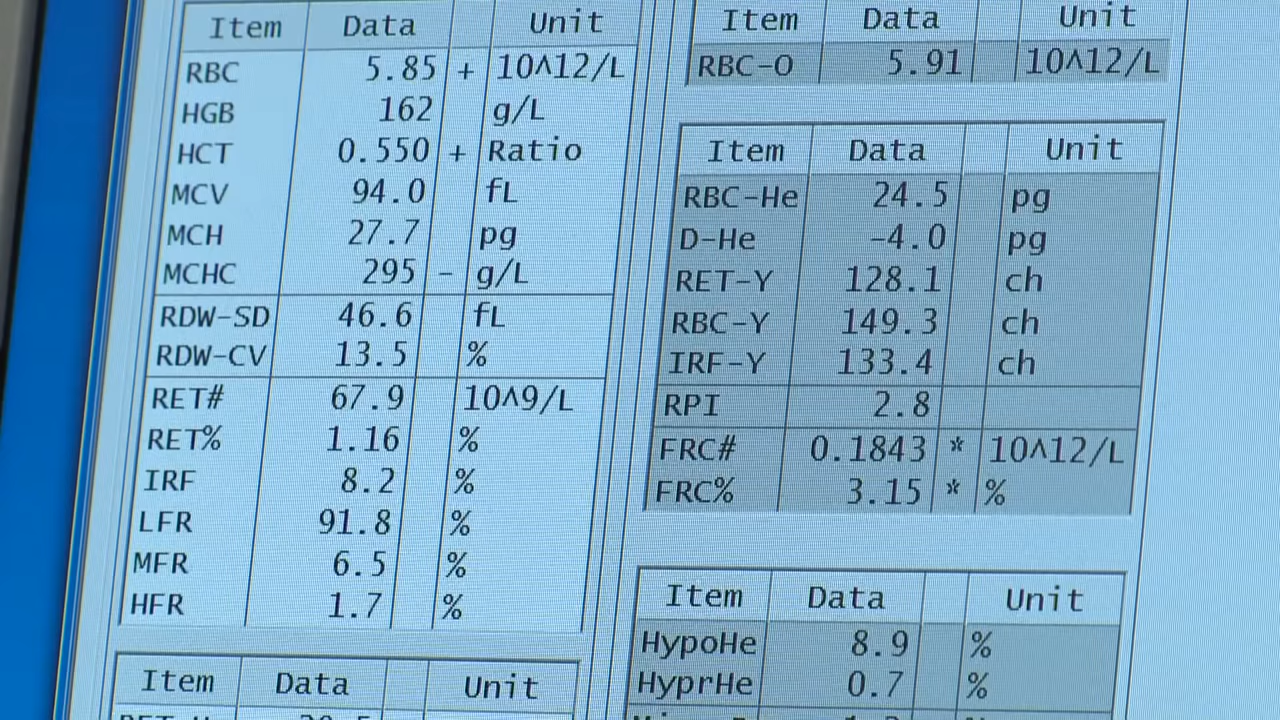 Item Data Unit
RBC 5.85 + 10^12/L
HGB 162 g/L
HCT 0.550 + Ratio
MCV 94.0 fL
MCH 27.7 pg
MCHC 295 - g/L
RDW-SD 46.6 fL
RDW-CV 13.5 %
RET# 67.9 10^9/L
RET% 1.16 %
IRF 8.2 %
LFR 91.8 %
MFR 6.5 %
HFR 1.7 %
Item Data Unit
Item Data Unit
RBC-O 5.91 10^12/L
Item Data Unit
RBC-He 24.5 pg
D-He -4.0 pg
RET-Y 128.1 ch
RBC-Y 149.3 ch
IRF-Y 133.4 ch
RPI 2.8
FRC# 0.1843 * 10^12/L
FRC% 3.15 * %
Item Data Unit
HypoHe 8.9 %
HyprHe 0.7 %